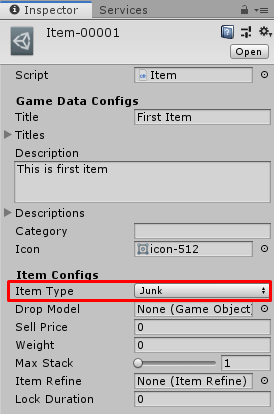 Inspector Services
Item-00001
Open
Script Item
Game Data Configs
Title First Item
Titles
Description
This is first item
Descriptions
Category
Icon icon-512
Item Configs
Item Type Junk
Drop Model None (Game Object)
Sell Price 0
Weight 0
Max Stack 1
Item Refine None (Item Refine)
Lock Duration 0